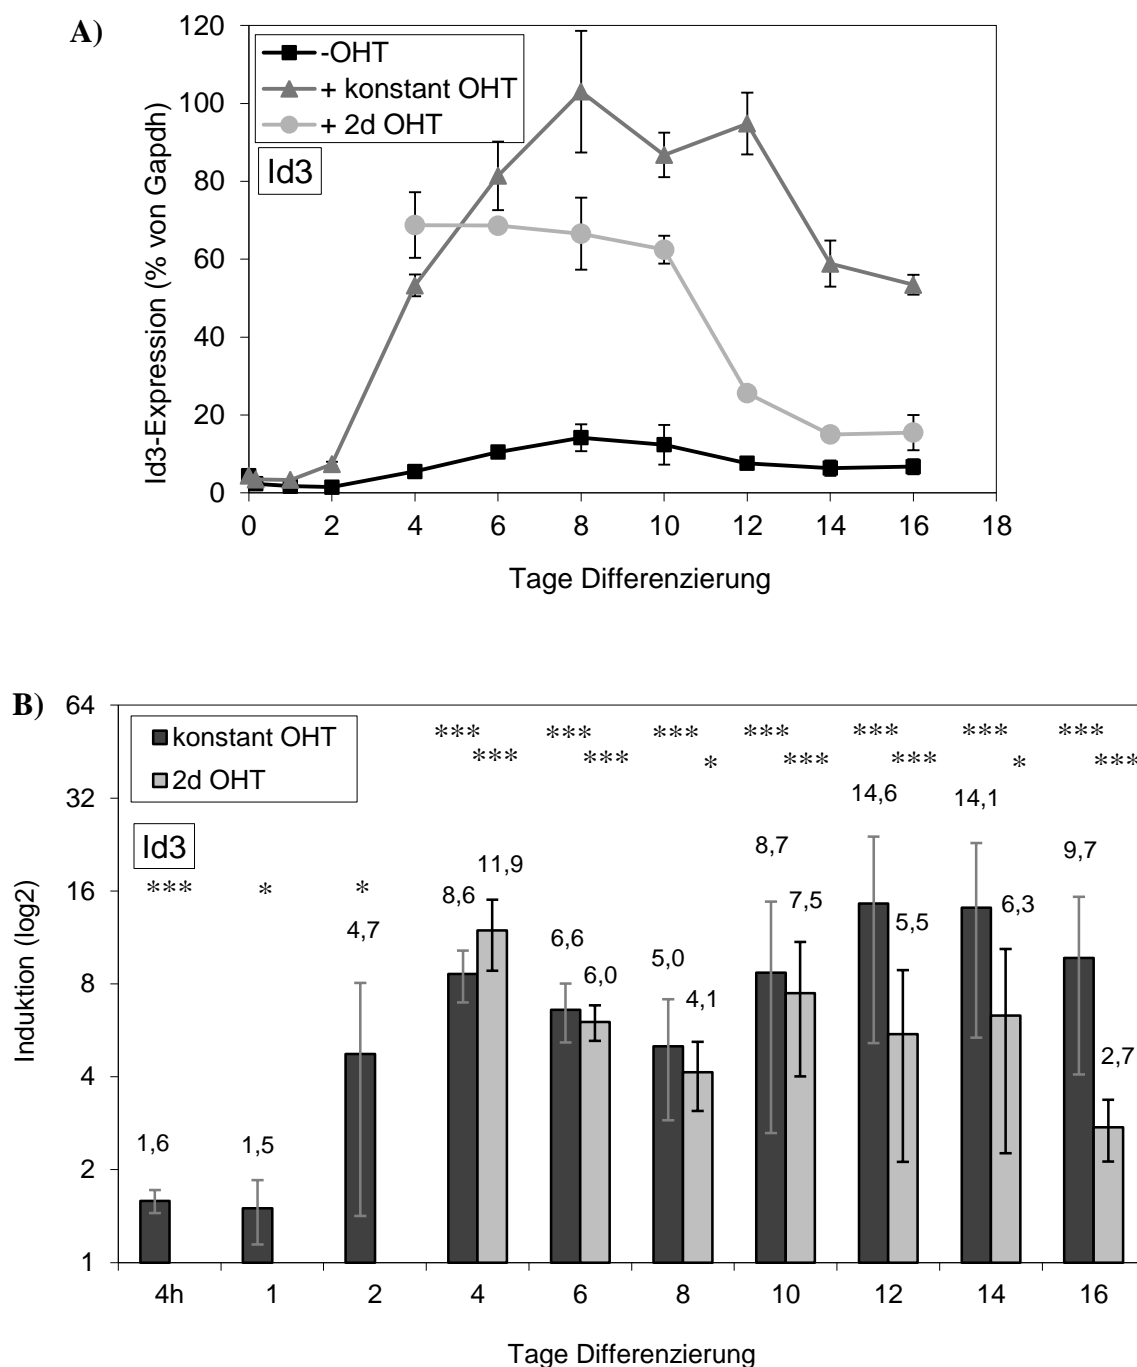 A)
120
100
80
60
40
20
0
Id3-Expression (% von Gapdh)
-OHT
+ konstant OHT
+ 2d OHT
Id3
0 2 4 6 8 10 12 14 16 18
Tage Differenzierung
B)
64
32
16
8
4
2
1
Induktion (log2)
konstant OHT
2d OHT
Id3
*** *** *** *** *** *** ***
*** *** * *** *** * ***
*** * *
1,6 1,5 4,7 8,6 11,9 6,6 6,0 5,0 4,1 8,7 7,5 14,6 5,5 14,1 6,3 9,7 2,7
4h 1 2 4 6 8 10 12 14 16
Tage Differenzierung